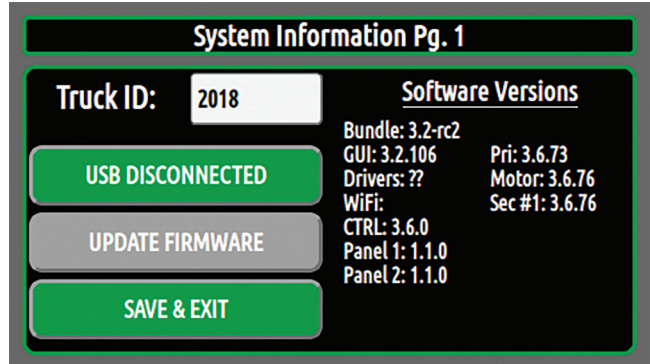 System Information Pg. 1
Truck ID: 2018
USB DISCONNECTED
UPDATE FIRMWARE
SAVE & EXIT
Software Versions
Bundle: 3.2-rc2
GUI: 3.2.106 Pri: 3.6.73
Drivers: ?? Motor: 3.6.76
WiFi: Sec #1: 3.6.76
CTRL: 3.6.0
Panel 1: 1.1.0
Panel 2: 1.1.0